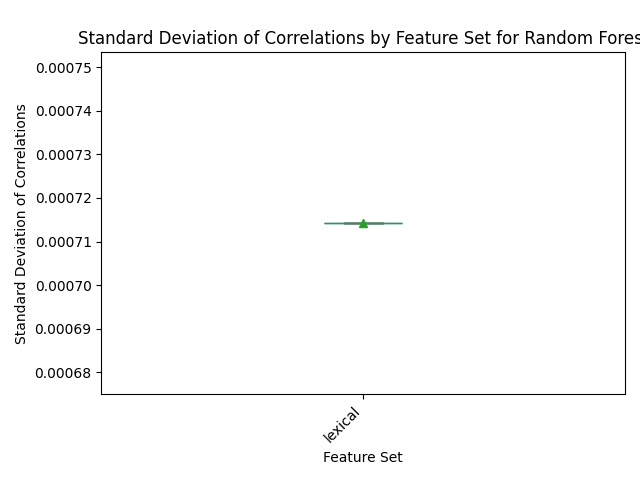 Standard Deviation of Correlations by Feature Set for Random Fores
0.00075
0.00074
0.00073
0.00072
0.00071
0.00070
0.00069
0.00068
Standard Deviation of Correlations
lexical
Feature Set